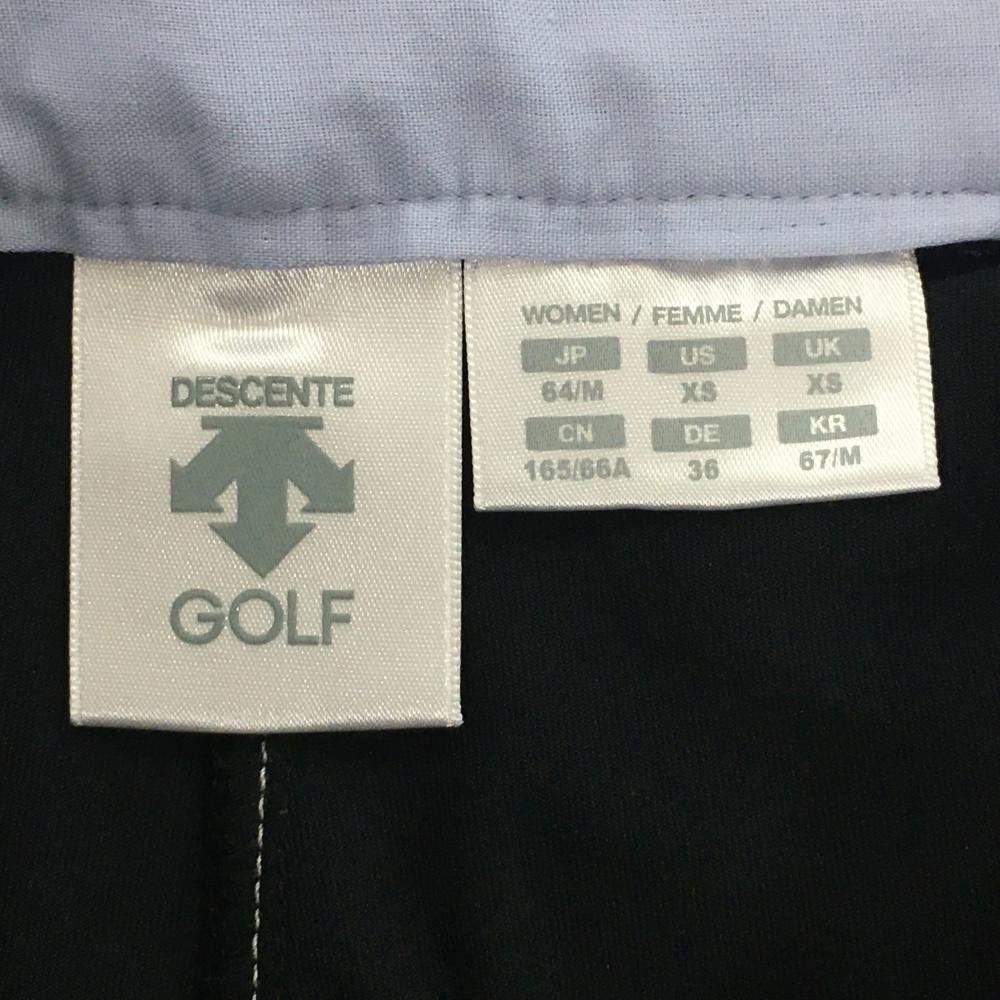 DESCENTE
GOLF
WOMEN / FEMME / DAMEN
JP US UK
64/M XS XS
CN DE KR
165/66A 36 67/M